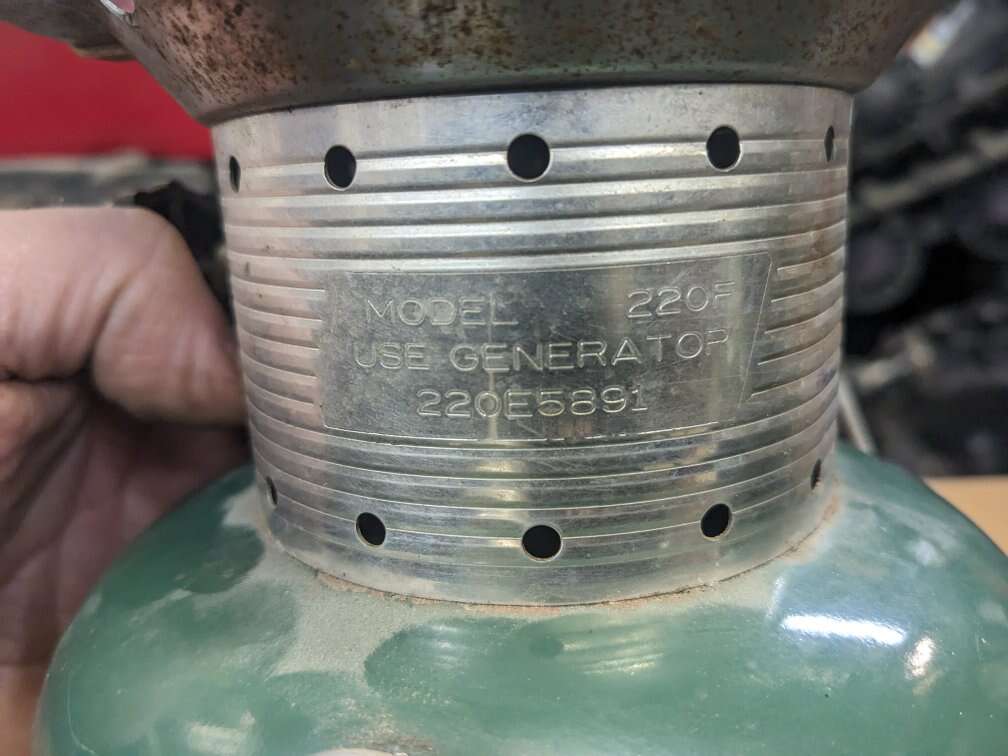 MODEL 220F
USE GENERATOR
220E5891